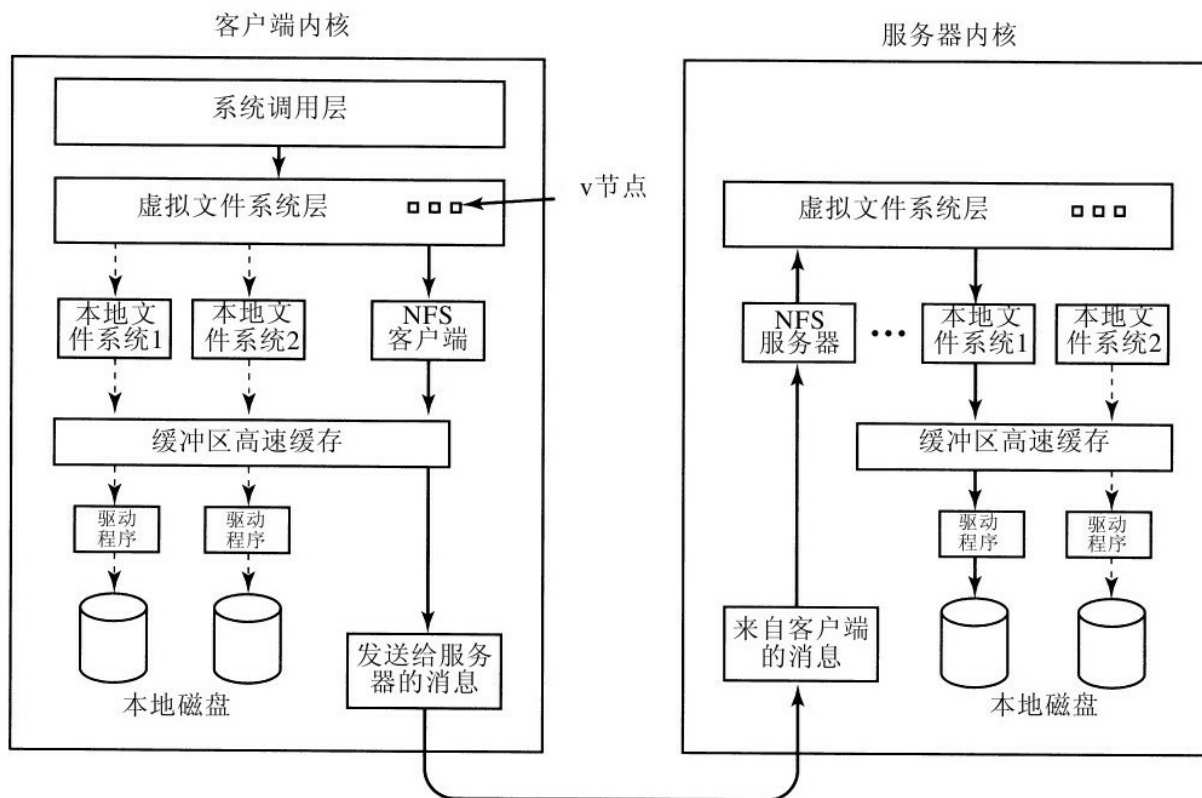 客户端内核
系统调用层
虚拟文件系统层
v节点
本地文
件系统1
本地文
件系统2
NFS
客户端
缓冲区高速缓存
驱动
程序
驱动
程序
发送给服务
器的消息
本地磁盘
服务器内核
虚拟文件系统层
NFS
服务器
本地文
件系统1
本地文
件系统2
缓冲区高速缓存
驱动
程序
驱动
程序
来自客户端
的消息
本地磁盘